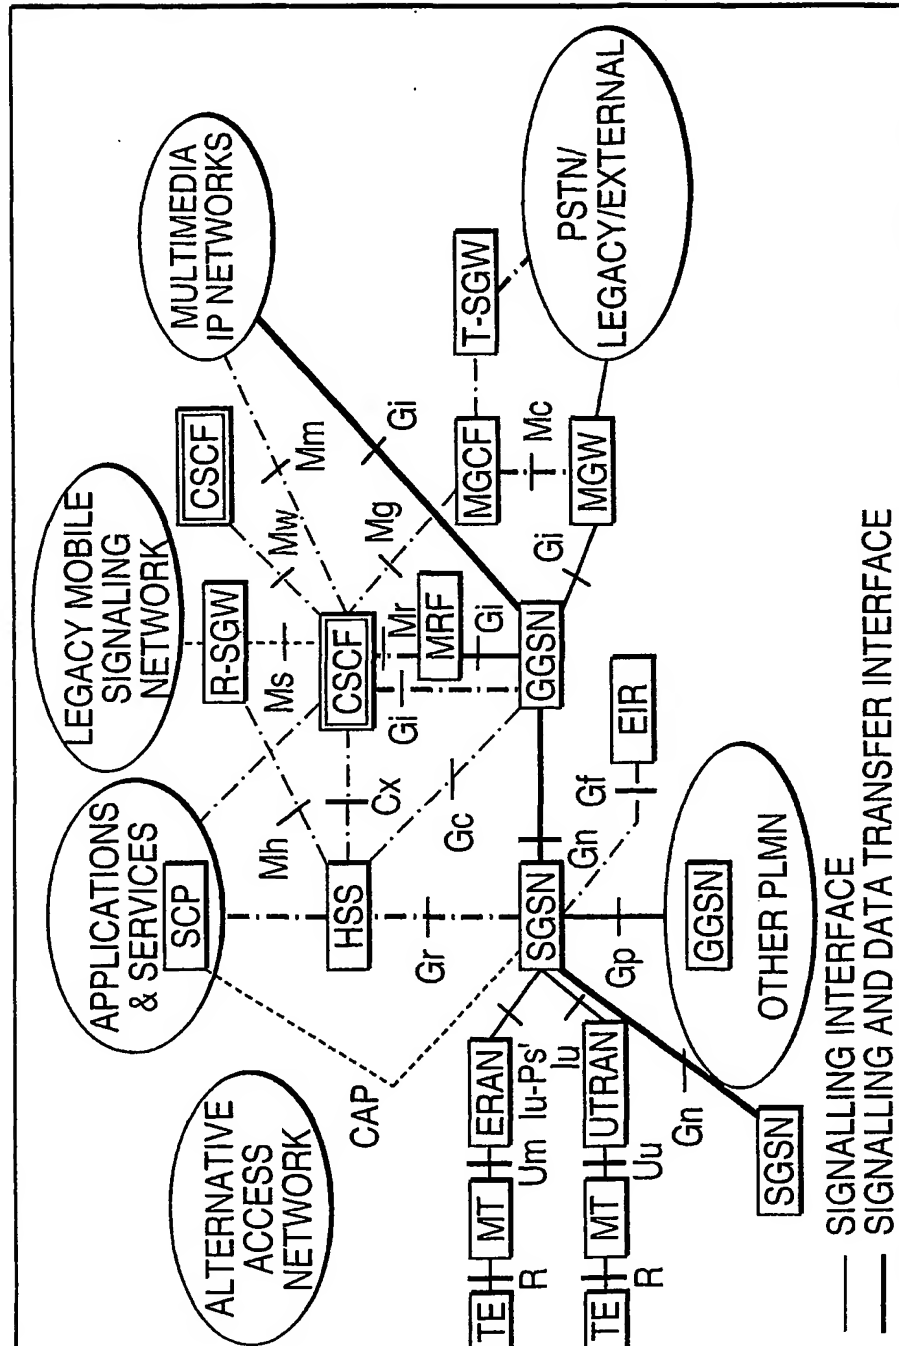 ALTERNATIVE
ACCESS
NETWORK
APPLICATIONS
& SERVICES
SCP
LEGACY MOBILE
SIGNALING
NETWORK
MULTIMEDIA
IP NETWORKS
CAP
Mh
R-SGW
Ms
CSCF
Mw
Mm
HSS
Cx
CSCF
Gi
Mr
MRF
Gi
Mg
Gi
Gr
Gc
TE
R
MT
Um
ERAN
Iu-Ps'
SGSN
Gn
GGSN
Gi
MGCF
T-SGW
Mc
MGW
PSTN/
LEGACY/EXTERNAL
TE
R
MT
Uu
UTRAN
Iu
Gp
Gf
EIR
Gn
SGSN
GGSN
OTHER PLMN
SIGNALLING INTERFACE
SIGNALLING AND DATA TRANSFER INTERFACE